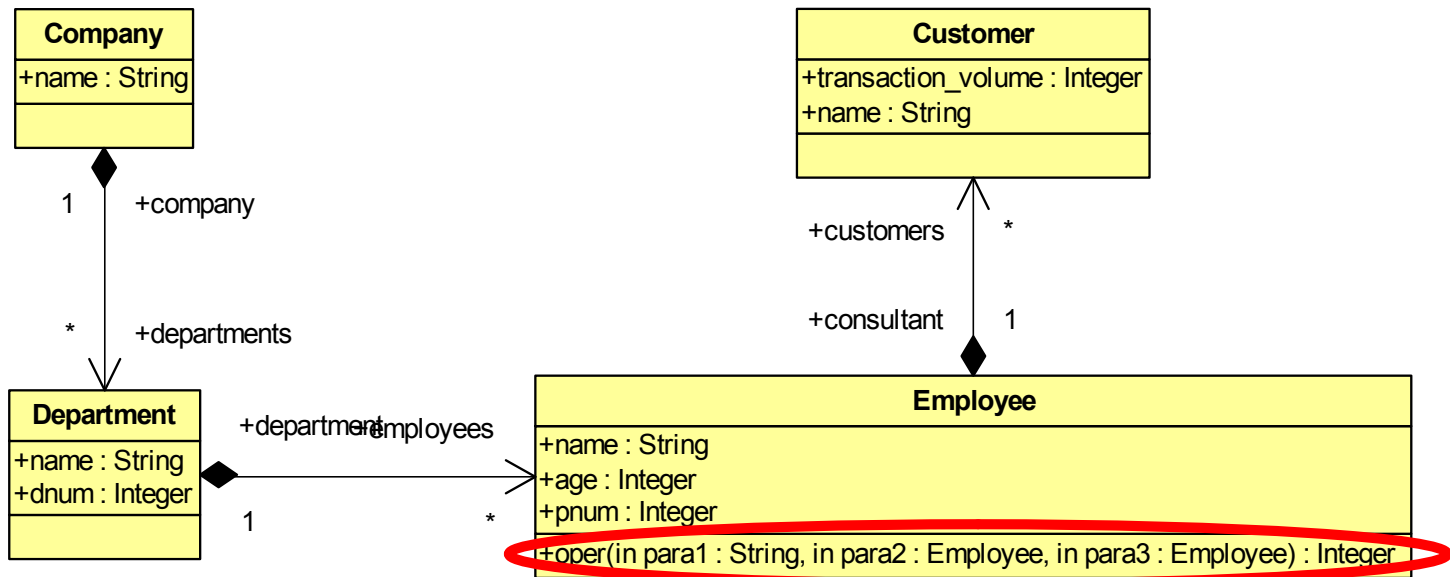 Company
+name : String
Customer
+transaction_volume : Integer
+name : String
1
+company
+customers
*
*
+departments
+consultant
1
Department
+name : String
+dnum : Integer
+department
+employees
1
*
Employee
+name : String
+age : Integer
+pnum : Integer
+oper(in para1 : String, in para2 : Employee, in para3 : Employee) : Integer